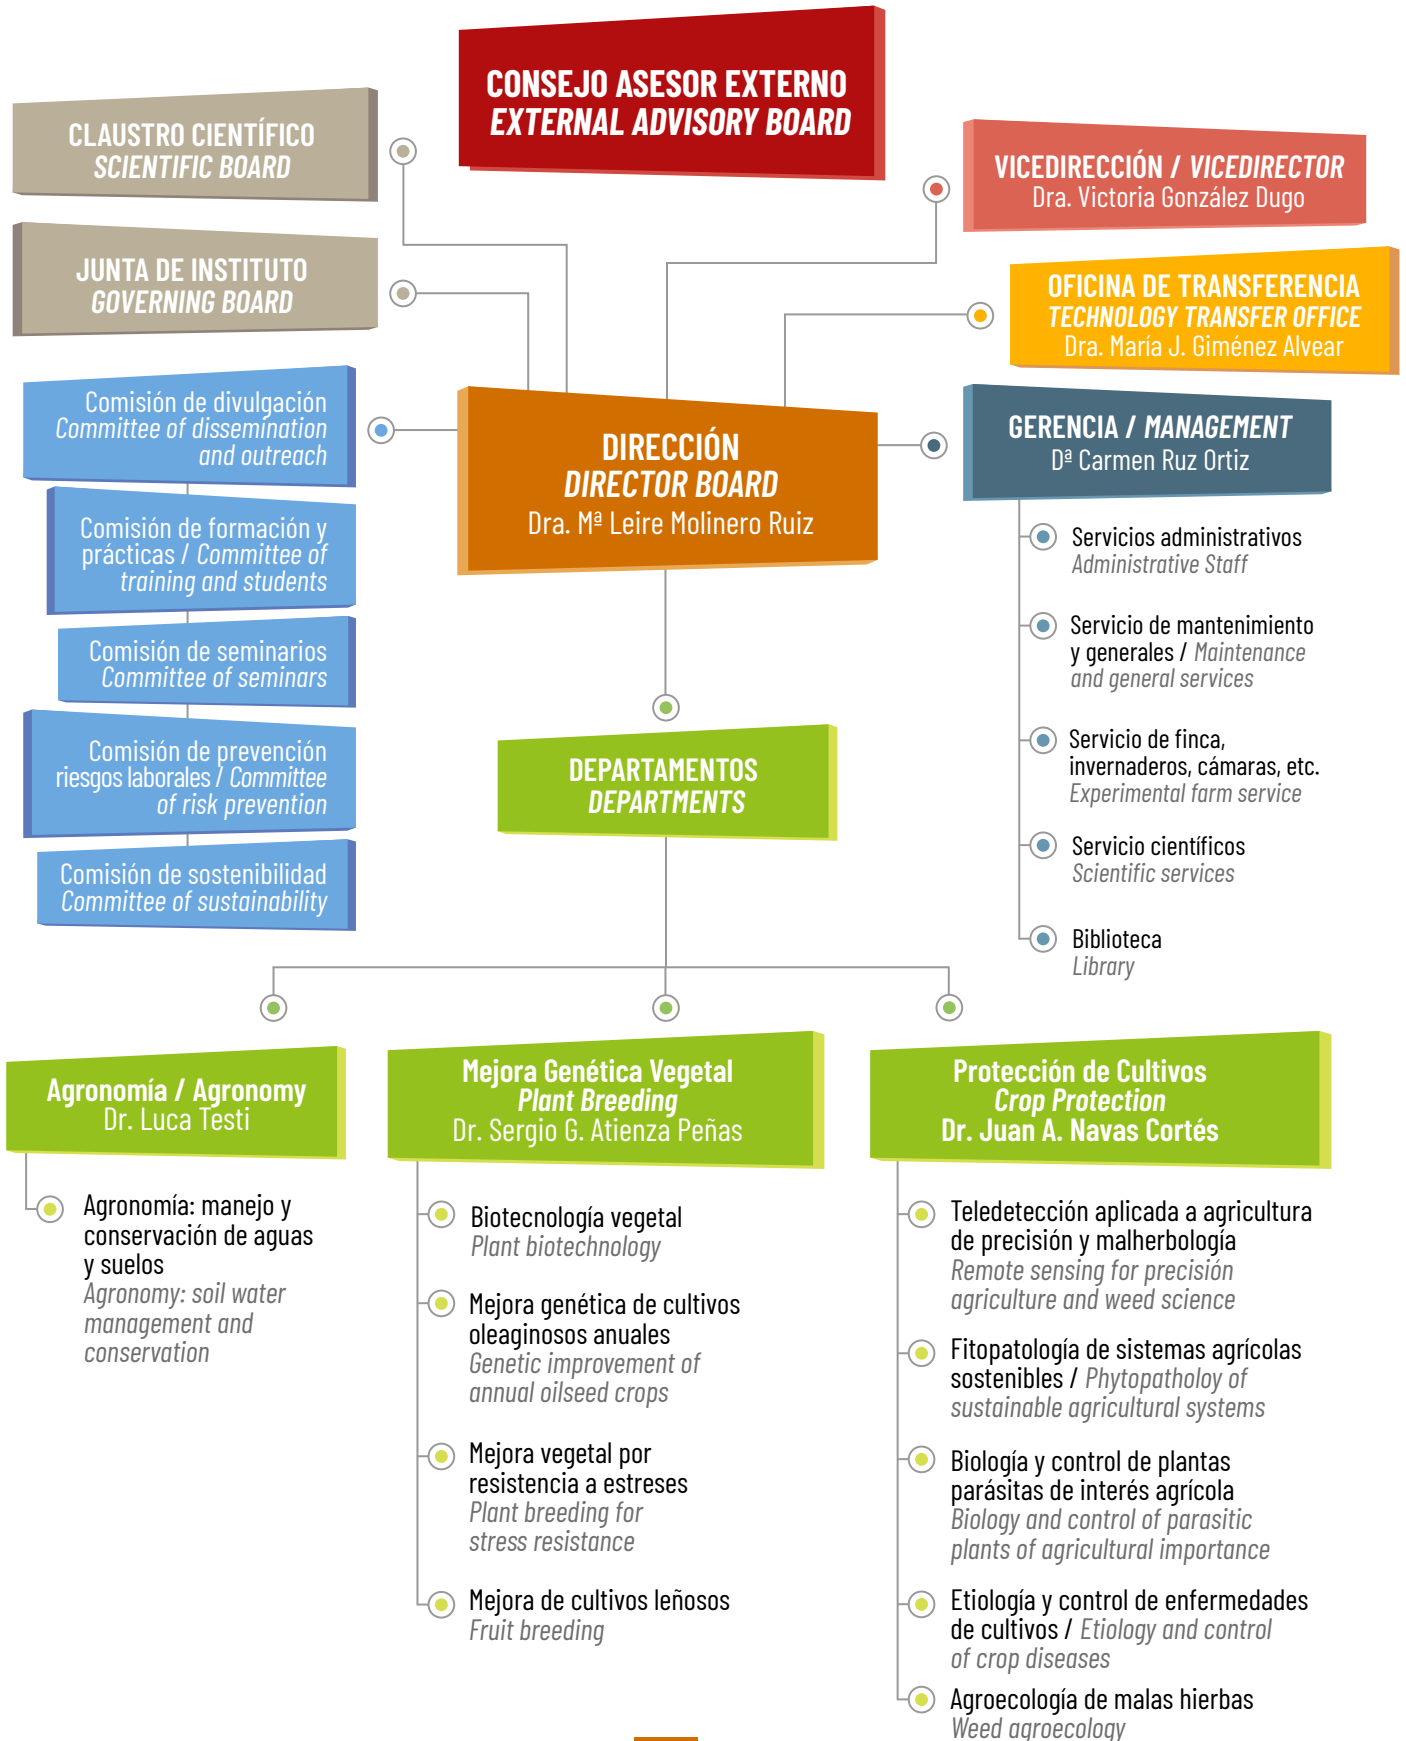 CONSEJO ASESOR EXTERNO
EXTERNAL ADVISORY BOARD
CLAUSTRO CIENTÍFICO
SCIENTIFIC BOARD
JUNTA DE INSTITUTO
GOVERNING BOARD
VICEDIRECCIÓN / VICEDIRECTOR
Dra. Victoria González Dugo
OFICINA DE TRANSFERENCIA
TECHNOLOGY TRANSFER OFFICE
Dra. María J. Giménez Alvear
Comisión de divulgación
Committee of dissemination
and outreach
Comisión de formación y
prácticas / Committee of
training and students
Comisión de seminarios
Committee of seminars
Comisión de prevención
riesgos laborales / Committee
of risk prevention
Comisión de sostenibilidad
Committee of sustainability
DIRECCIÓN
DIRECTOR BOARD
Dra. Mª Leire Molinero Ruiz
GERENCIA / MANAGEMENT
Dª Carmen Ruz Ortiz
Servicios administrativos
Administrative Staff
Servicio de mantenimiento
y generales / Maintenance
and general services
Servicio de finca,
invernaderos, cámaras, etc.
Experimental farm service
Servicio científicos
Scientific services
Biblioteca
Library
DEPARTAMENTOS
DEPARTMENTS
Agronomía / Agronomy
Dr. Luca Testi
Agronomía: manejo y
conservación de aguas
y suelos
Agronomy: soil water
management and
conservation
Mejora Genética Vegetal
Plant Breeding
Dr. Sergio G. Atienza Peñas
Biotecnología vegetal
Plant biotechnology
Mejora genética de cultivos
oleaginosos anuales
Genetic improvement of
annual oilseed crops
Mejora vegetal por
resistencia a estreses
Plant breeding for
stress resistance
Mejora de cultivos leñosos
Fruit breeding
Protección de Cultivos
Crop Protection
Dr. Juan A. Navas Cortés
Teledetección aplicada a agricultura
de precisión y malherbología
Remote sensing for precisión
agriculture and weed science
Fitopatología de sistemas agrícolas
sostenibles / Phytopatholoy of
sustainable agricultural systems
Biología y control de plantas
parásitas de interés agrícola
Biology and control of parasitic
plants of agricultural importance
Etiología y control de enfermedades
de cultivos / Etiology and control
of crop diseases
Agroecología de malas hierbas
Weed agroecology